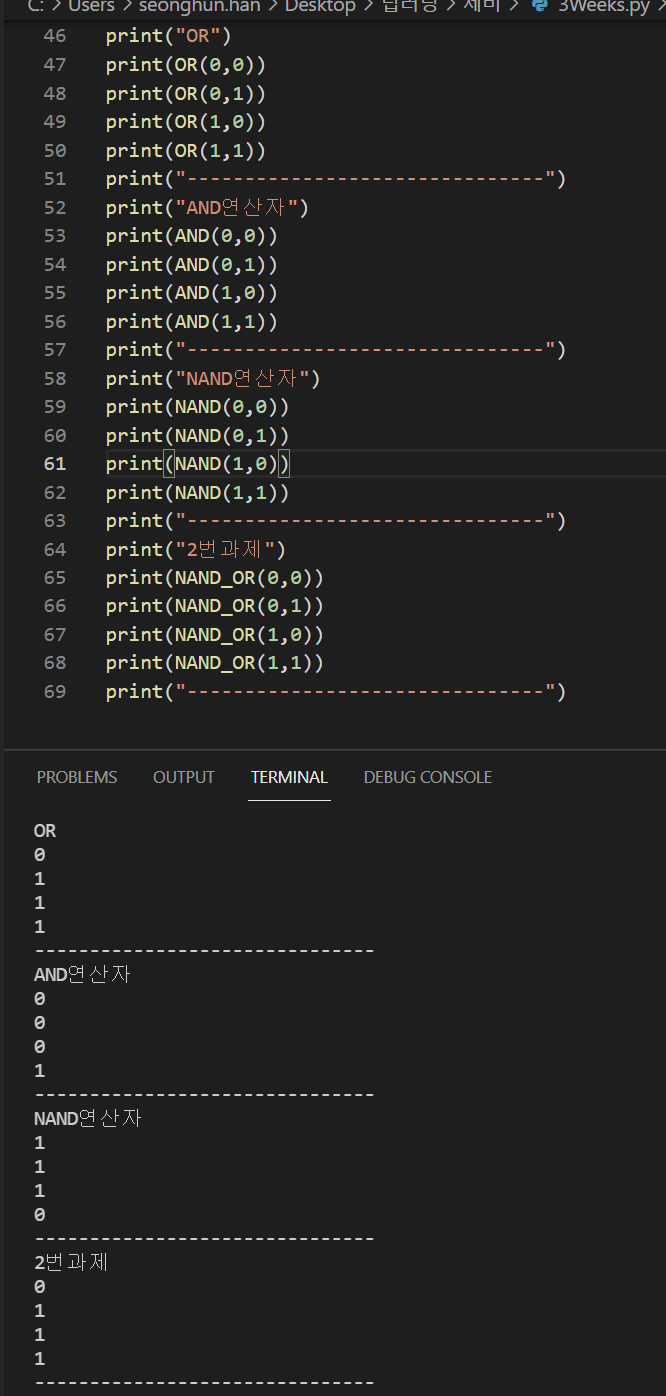 C: > Users > seonghun.han > Desktop > 딥러닝 > 세미 > 3Weeks.py >
46 print("OR")
47 print(OR(0,0))
48 print(OR(0,1))
49 print(OR(1,0))
50 print(OR(1,1))
51 print("-------------------------------")
52 print("AND연산자")
53 print(AND(0,0))
54 print(AND(0,1))
55 print(AND(1,0))
56 print(AND(1,1))
57 print("-------------------------------")
58 print("NAND연산자")
59 print(NAND(0,0))
60 print(NAND(0,1))
61 print(NAND(1,0))
62 print(NAND(1,1))
63 print("-------------------------------")
64 print("2번과제")
65 print(NAND_OR(0,0))
66 print(NAND_OR(0,1))
67 print(NAND_OR(1,0))
68 print(NAND_OR(1,1))
69 print("-------------------------------")
PROBLEMS OUTPUT TERMINAL DEBUG CONSOLE
OR
0
1
1
1
-------------------------------
AND연산자
0
0
0
1
-------------------------------
NAND연산자
1
1
1
0
-------------------------------
2번과제
0
1
1
1
-------------------------------